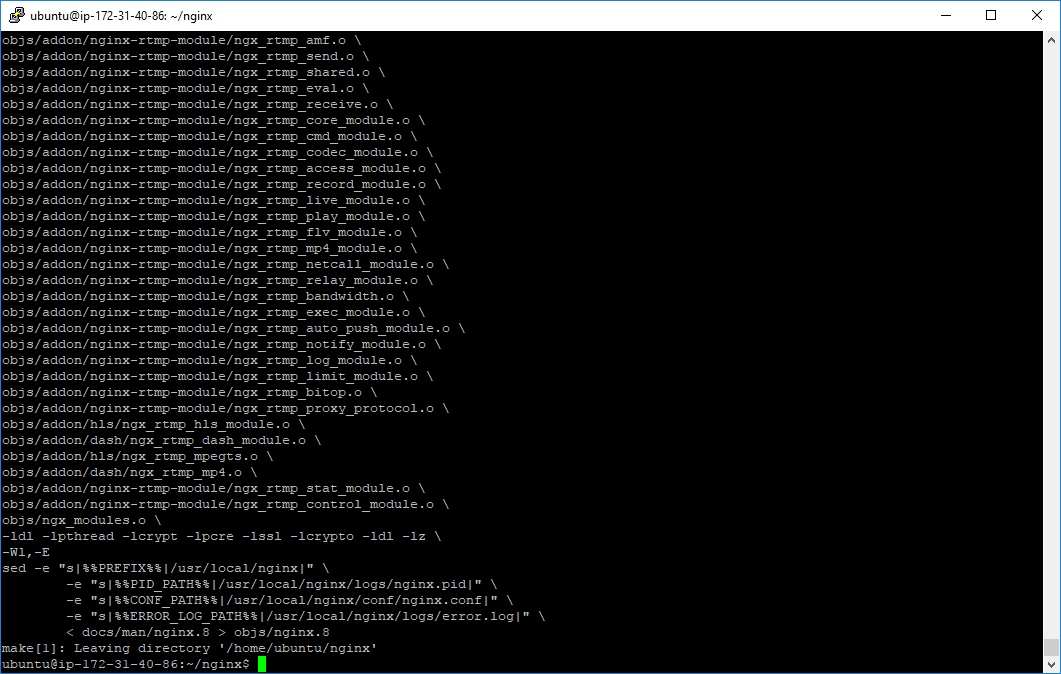 ubuntu@ip-172-31-40-86: ~/nginx
objs/addon/nginx-rtmp-module/ngx_rtmp_amf.o \
objs/addon/nginx-rtmp-module/ngx_rtmp_send.o \
objs/addon/nginx-rtmp-module/ngx_rtmp_shared.o \
objs/addon/nginx-rtmp-module/ngx_rtmp_eval.o \
objs/addon/nginx-rtmp-module/ngx_rtmp_receive.o \
objs/addon/nginx-rtmp-module/ngx_rtmp_core_module.o \
objs/addon/nginx-rtmp-module/ngx_rtmp_cmd_module.o \
objs/addon/nginx-rtmp-module/ngx_rtmp_codec_module.o \
objs/addon/nginx-rtmp-module/ngx_rtmp_access_module.o \
objs/addon/nginx-rtmp-module/ngx_rtmp_record_module.o \
objs/addon/nginx-rtmp-module/ngx_rtmp_live_module.o \
objs/addon/nginx-rtmp-module/ngx_rtmp_play_module.o \
objs/addon/nginx-rtmp-module/ngx_rtmp_flv_module.o \
objs/addon/nginx-rtmp-module/ngx_rtmp_mp4_module.o \
objs/addon/nginx-rtmp-module/ngx_rtmp_netcall_module.o \
objs/addon/nginx-rtmp-module/ngx_rtmp_relay_module.o \
objs/addon/nginx-rtmp-module/ngx_rtmp_bandwidth.o \
objs/addon/nginx-rtmp-module/ngx_rtmp_exec_module.o \
objs/addon/nginx-rtmp-module/ngx_rtmp_auto_push_module.o \
objs/addon/nginx-rtmp-module/ngx_rtmp_notify_module.o \
objs/addon/nginx-rtmp-module/ngx_rtmp_log_module.o \
objs/addon/nginx-rtmp-module/ngx_rtmp_limit_module.o \
objs/addon/nginx-rtmp-module/ngx_rtmp_bitop.o \
objs/addon/nginx-rtmp-module/ngx_rtmp_proxy_protocol.o \
objs/addon/hls/ngx_rtmp_hls_module.o \
objs/addon/dash/ngx_rtmp_dash_module.o \
objs/addon/hls/ngx_rtmp_mpegts.o \
objs/addon/dash/ngx_rtmp_mp4.o \
objs/addon/nginx-rtmp-module/ngx_rtmp_stat_module.o \
objs/addon/nginx-rtmp-module/ngx_rtmp_control_module.o \
objs/ngx_modules.o \
-ldl -lpthread -lcrypt -lpcre -lssl -lcrypto -ldl -lz \
-Wl,-E
sed -e "s|%%PREFIX%%|/usr/local/nginx|" \
        -e "s|%%PID_PATH%%|/usr/local/nginx/logs/nginx.pid|" \
        -e "s|%%CONF_PATH%%|/usr/local/nginx/conf/nginx.conf|" \
        -e "s|%%ERROR_LOG_PATH%%|/usr/local/nginx/logs/error.log|" \
        < docs/man/nginx.8 > objs/nginx.8
make[1]: Leaving directory '/home/ubuntu/nginx'
ubuntu@ip-172-31-40-86:~/nginx$